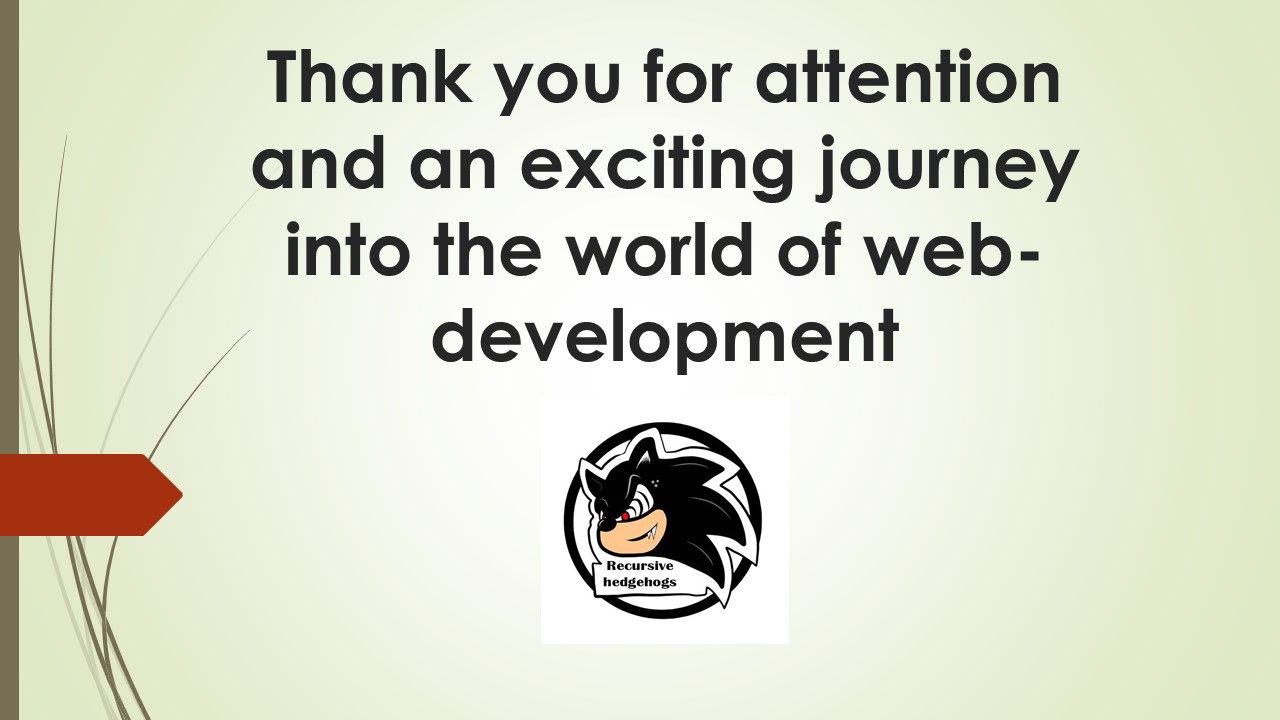 Thank you for attention
and an exciting journey
into the world of web-
development
Recursive
hedgehogs